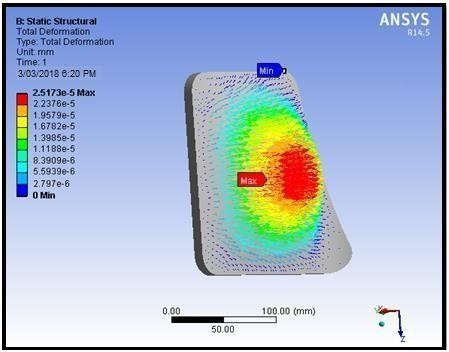 B: Static Structural
Total Deformation
Type: Total Deformation
Unit: mm
Time: 1
3/03/2018 6:20 PM
2.5173e-5 Max
2.2376e-5
1.9579e-5
1.6782e-5
1.3985e-5
1.1188e-5
8.3909e-6
5.5939e-6
2.797e-6
0 Min
ANSYS
R14.5
Min
Max
0.00 100.00 (mm)
50.00
Z